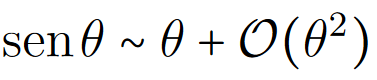 sen θ ~ θ + 𝒪(θ²)